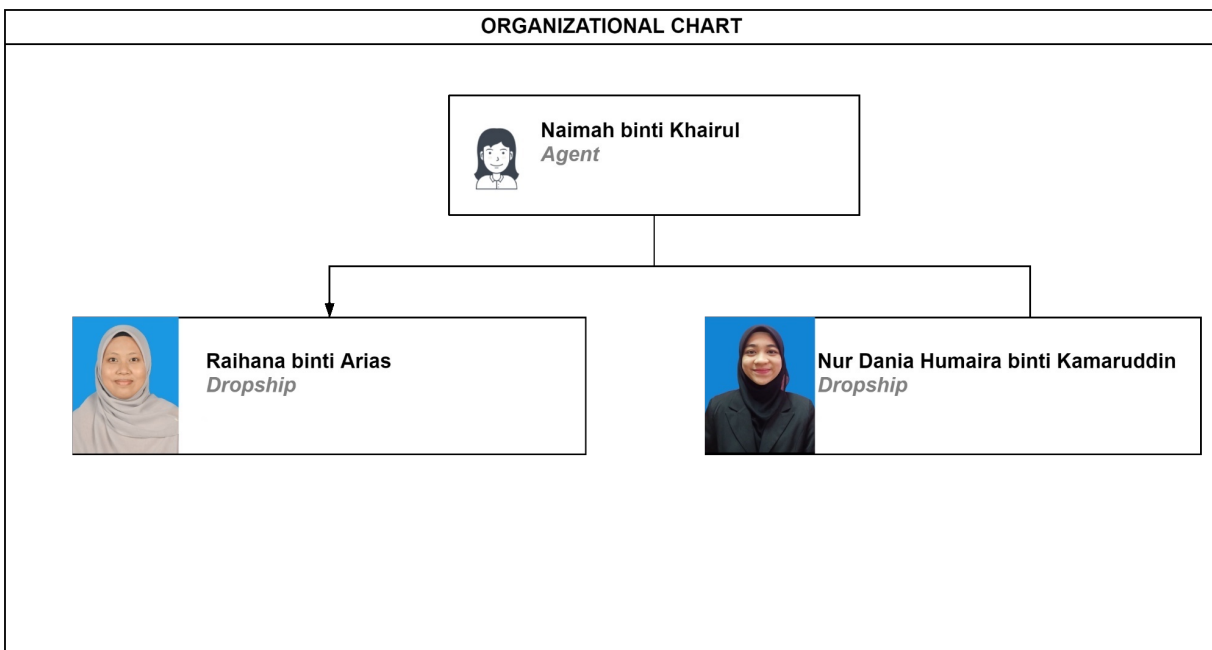 ORGANIZATIONAL CHART
Naimah binti Khairul
Agent
Raihana binti Arias
Dropship
Nur Dania Humaira binti Kamaruddin
Dropship